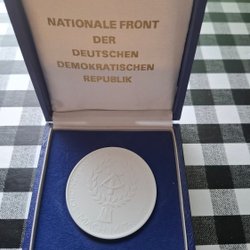 NATIONALE FRONT
DER
DEUTSCHEN
DEMOKRATISCHEN
REPUBLIK